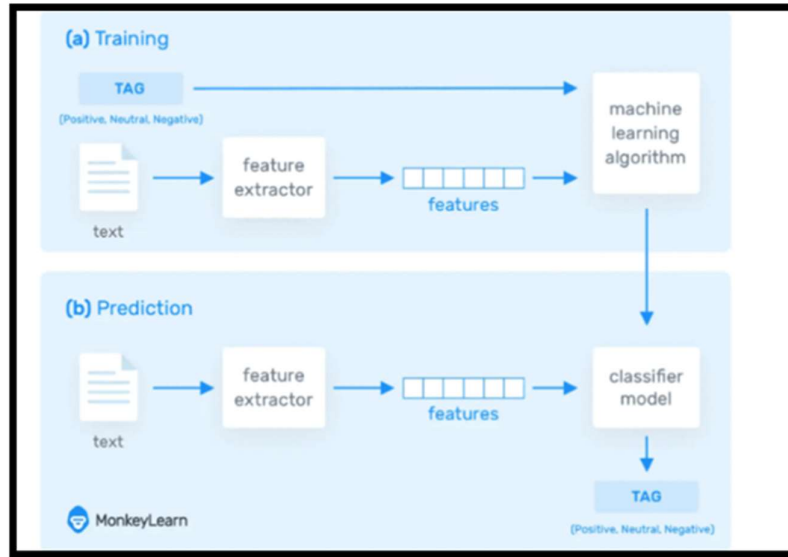 (a) Training
TAG
(Positive, Neutral, Negative)
text
feature
extractor
features
machine
learning
algorithm
(b) Prediction
text
feature
extractor
features
classifier
model
TAG
(Positive, Neutral, Negative)
MonkeyLearn